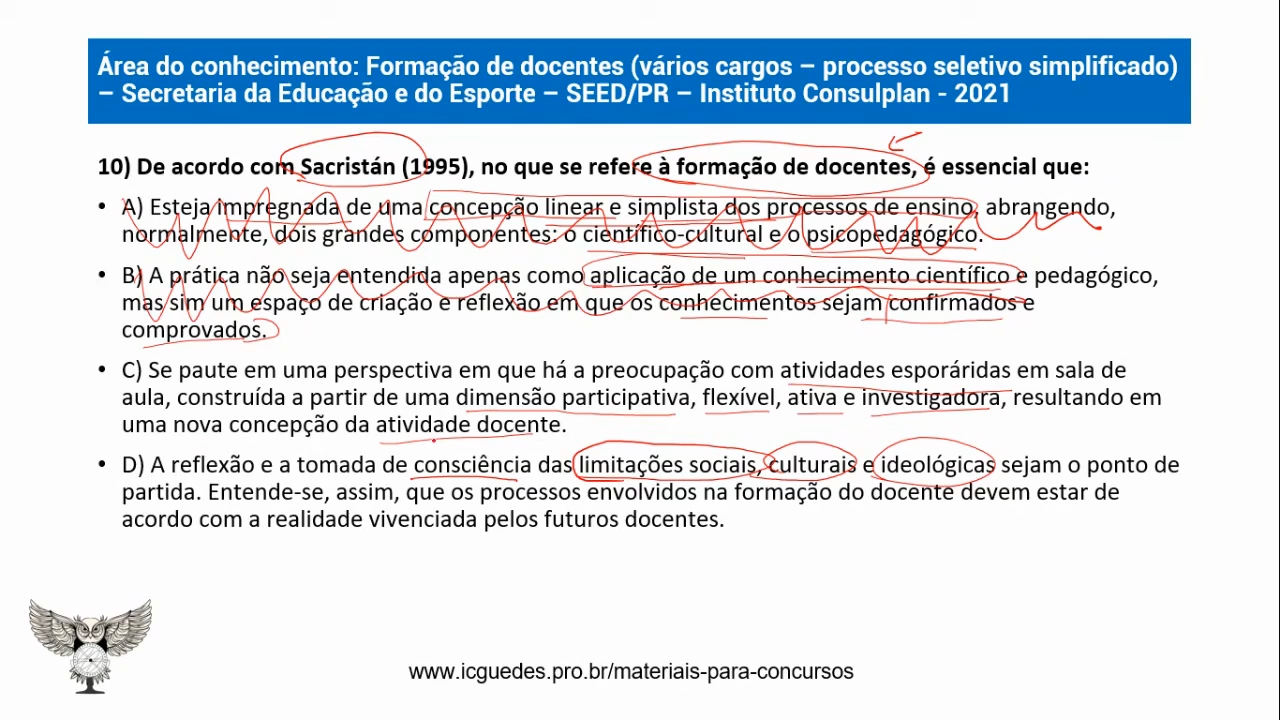 Área do conhecimento: Formação de docentes (vários cargos – processo seletivo simplificado)
– Secretaria da Educação e do Esporte – SEED/PR – Instituto Consulplan - 2021
10) De acordo com Sacristán (1995), no que se refere à formação de docentes, é essencial que:
• A) Esteja impregnada de uma concepção linear e simplista dos processos de ensino, abrangendo,
normalmente, dois grandes componentes: o científico-cultural e o psicopedagógico.
• B) A prática não seja entendida apenas como aplicação de um conhecimento científico e pedagógico,
mas sim um espaço de criação e reflexão em que os conhecimentos sejam confirmados e
comprovados.
• C) Se paute em uma perspectiva em que há a preocupação com atividades esporáridas em sala de
aula, construída a partir de uma dimensão participativa, flexível, ativa e investigadora, resultando em
uma nova concepção da atividade docente.
• D) A reflexão e a tomada de consciência das limitações sociais, culturais e ideológicas sejam o ponto de
partida. Entende-se, assim, que os processos envolvidos na formação do docente devem estar de
acordo com a realidade vivenciada pelos futuros docentes.
www.icguedes.pro.br/materiais-para-concursos